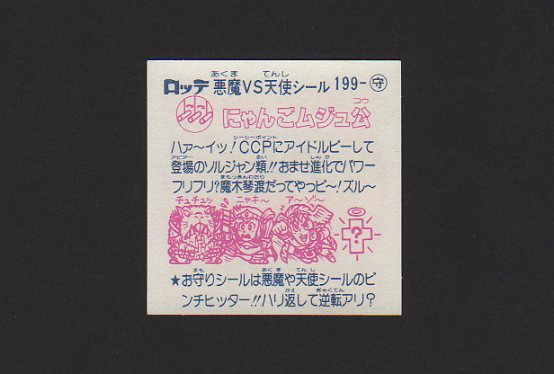 ロッテ 悪魔VS天使シール 199-守
にゃんごムジュ公
ハァ〜イッ!CCPにアイドルピーして
登場のソルジャン類!!おませ進化でパワー
フリフリ?魔木琴渡だってやっピ〜!ズル〜
チュチュッ ニャキ〜 ア〜ゾ〜
?
★お守りシールは悪魔や天使シールのピ
ンチヒッター!!ハリ返して逆転アリ?